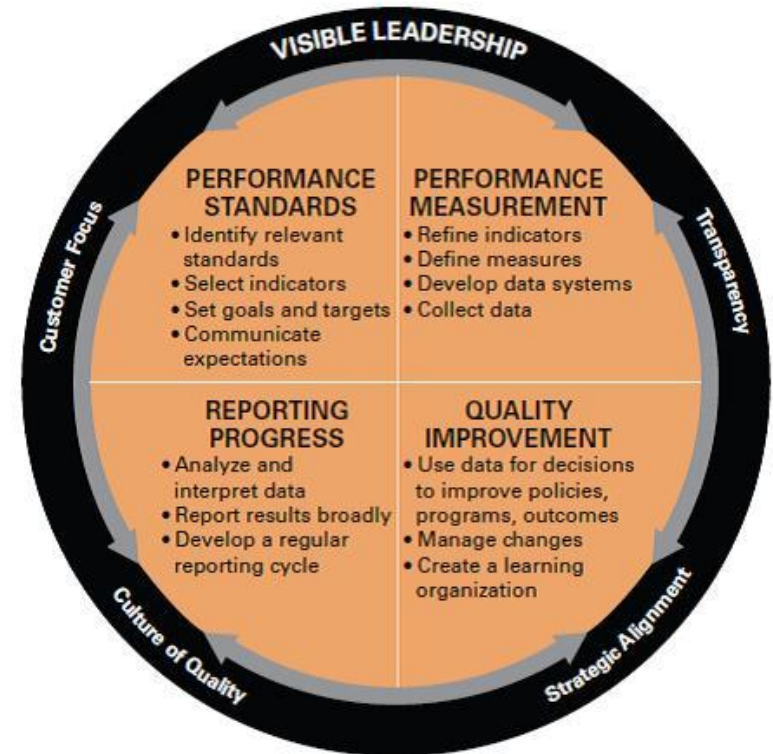 VISIBLE LEADERSHIP
Customer Focus
Transparency
PERFORMANCE
STANDARDS
• Identify relevant
standards
• Select indicators
• Set goals and targets
• Communicate
expectations
PERFORMANCE
MEASUREMENT
• Refine indicators
• Define measures
• Develop data systems
• Collect data
REPORTING
PROGRESS
• Analyze and
interpret data
• Report results broadly
• Develop a regular
reporting cycle
QUALITY
IMPROVEMENT
• Use data for decisions
to improve policies,
programs, outcomes
• Manage changes
• Create a learning
organization
Culture of Quality
Strategic Alignment